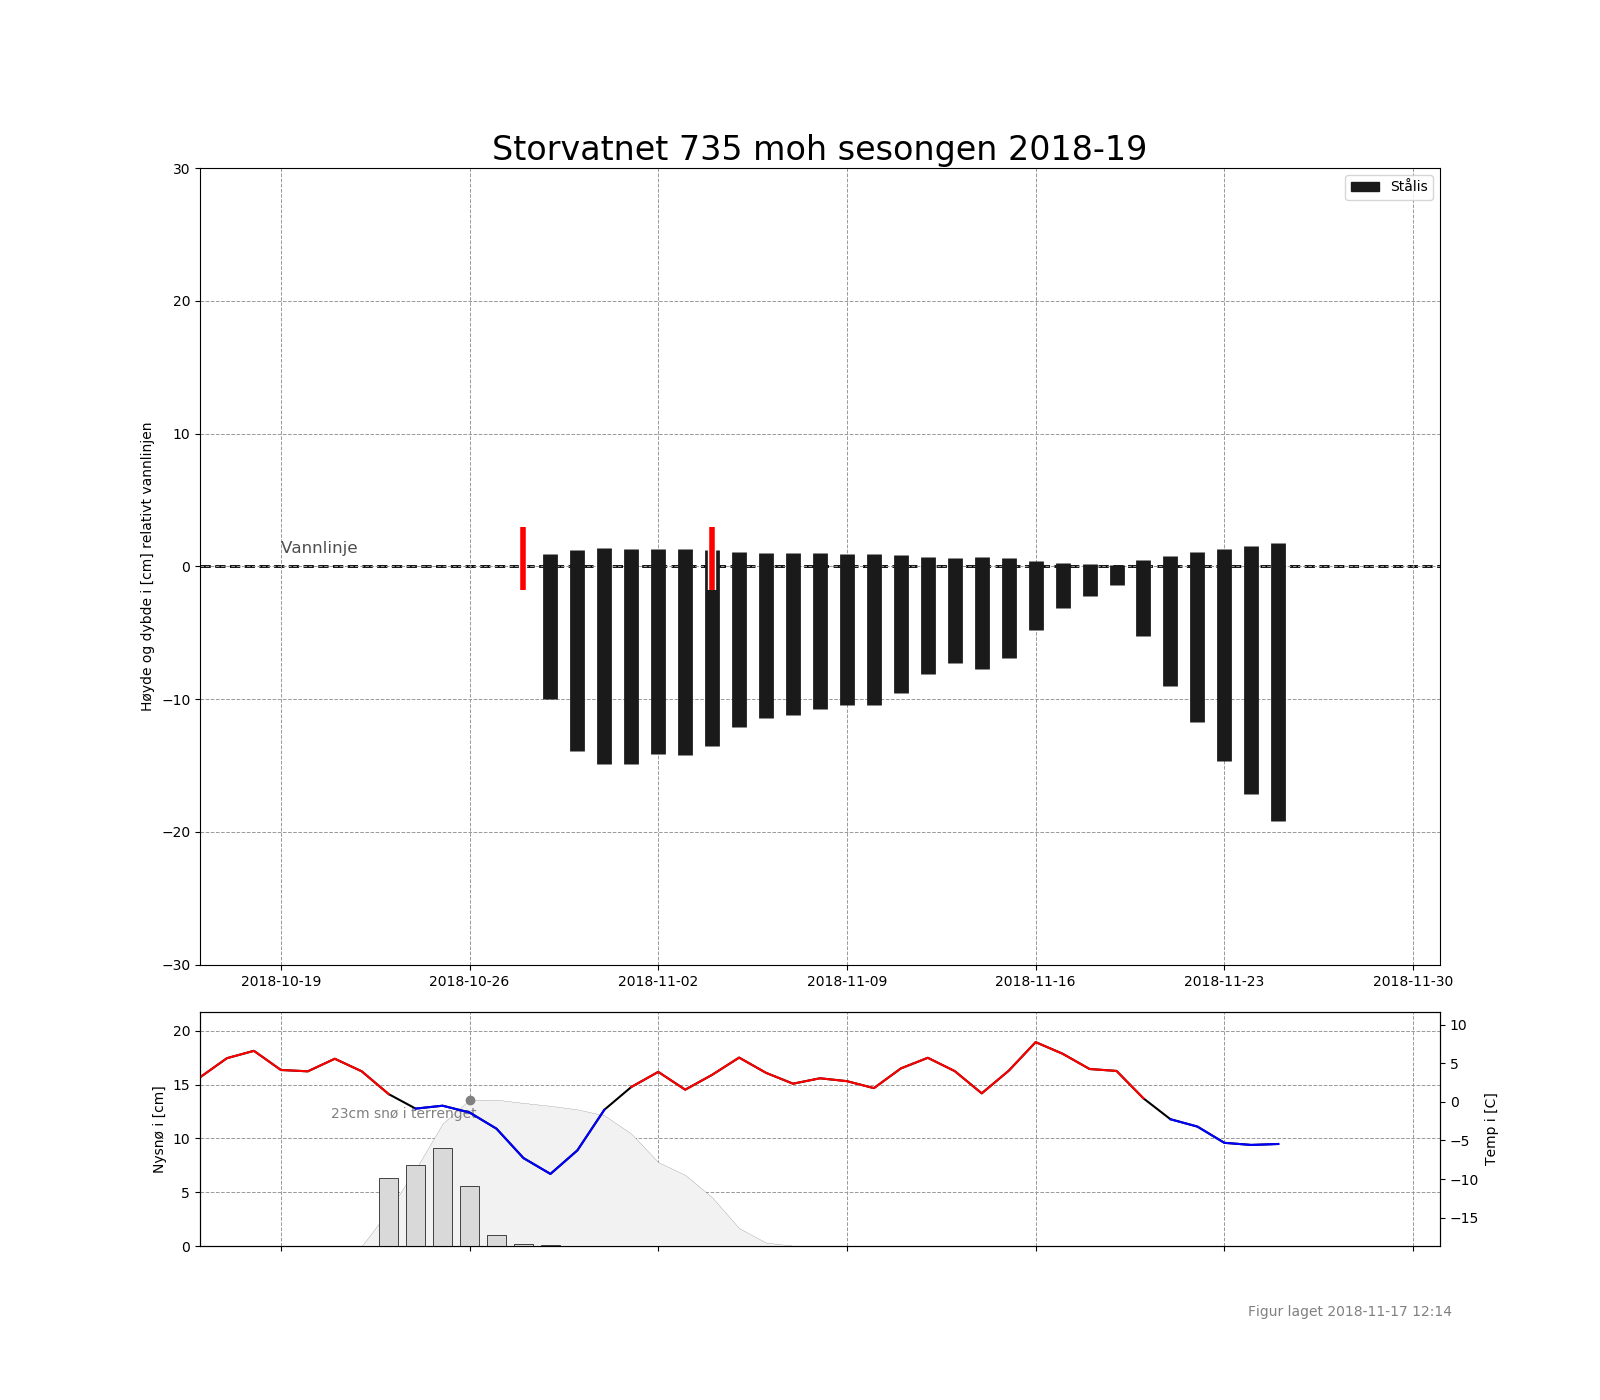 Storvatnet 735 moh sesongen 2018-19
Stålis
30
20
10
0
−10
−20
−30
Høyde og dybde i [cm] relativt vannlinjen
Vannlinje
2018-10-19 2018-10-26 2018-11-02 2018-11-09 2018-11-16 2018-11-23 2018-11-30
20
15
10
5
0
Nysnø i [cm]
23cm snø i terrenget
10
5
0
−5
−10
−15
Temp i [C]
Figur laget 2018-11-17 12:14